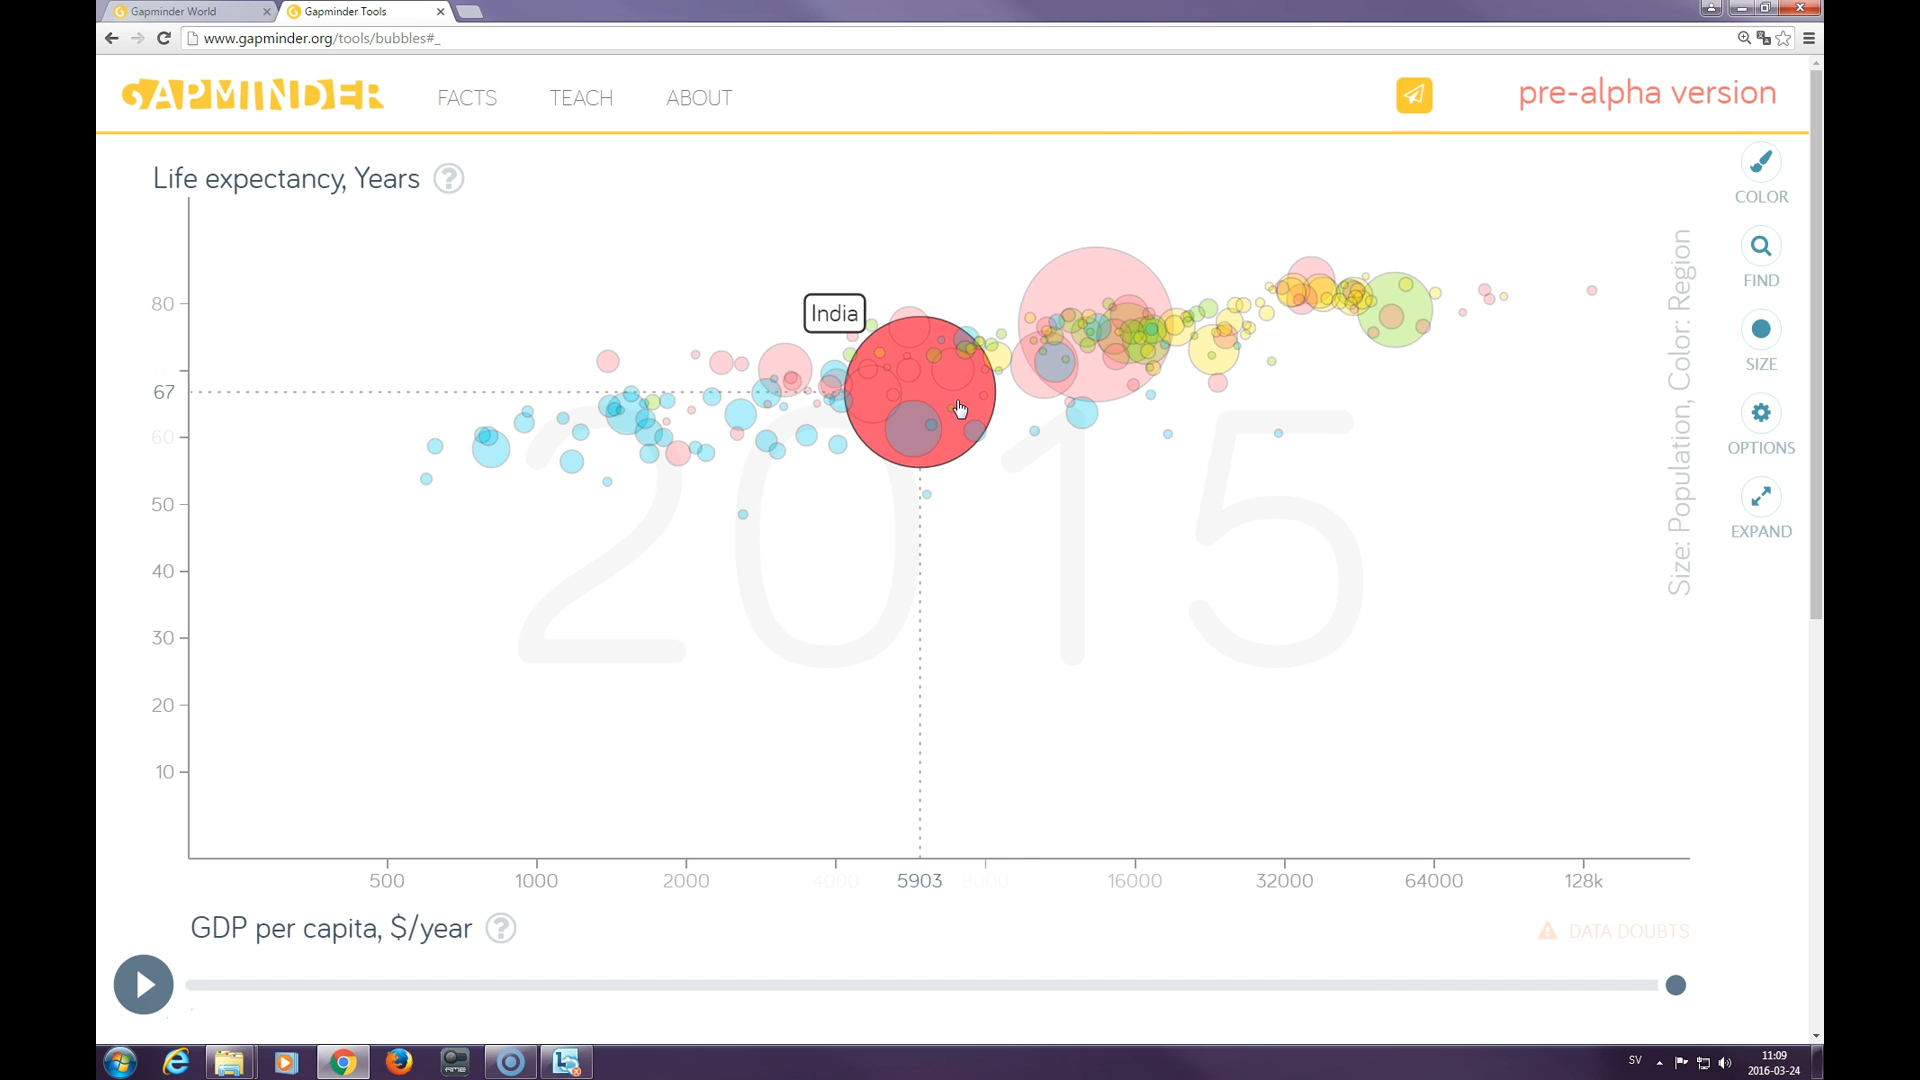 Gapminder World
Gapminder Tools
www.gapminder.org/tools/bubbles#_
GAPMINDER
FACTS
TEACH
ABOUT
pre-alpha version
Life expectancy, Years ?
COLOR
FIND
SIZE
OPTIONS
EXPAND
Size: Population, Color: Region
India
80
67
60
50
40
30
20
10
2015
500
1000
2000
4000
5903
8000
16000
32000
64000
128k
GDP per capita, $/year ?
DATA DOUBTS
SV
11:09
2016-03-24